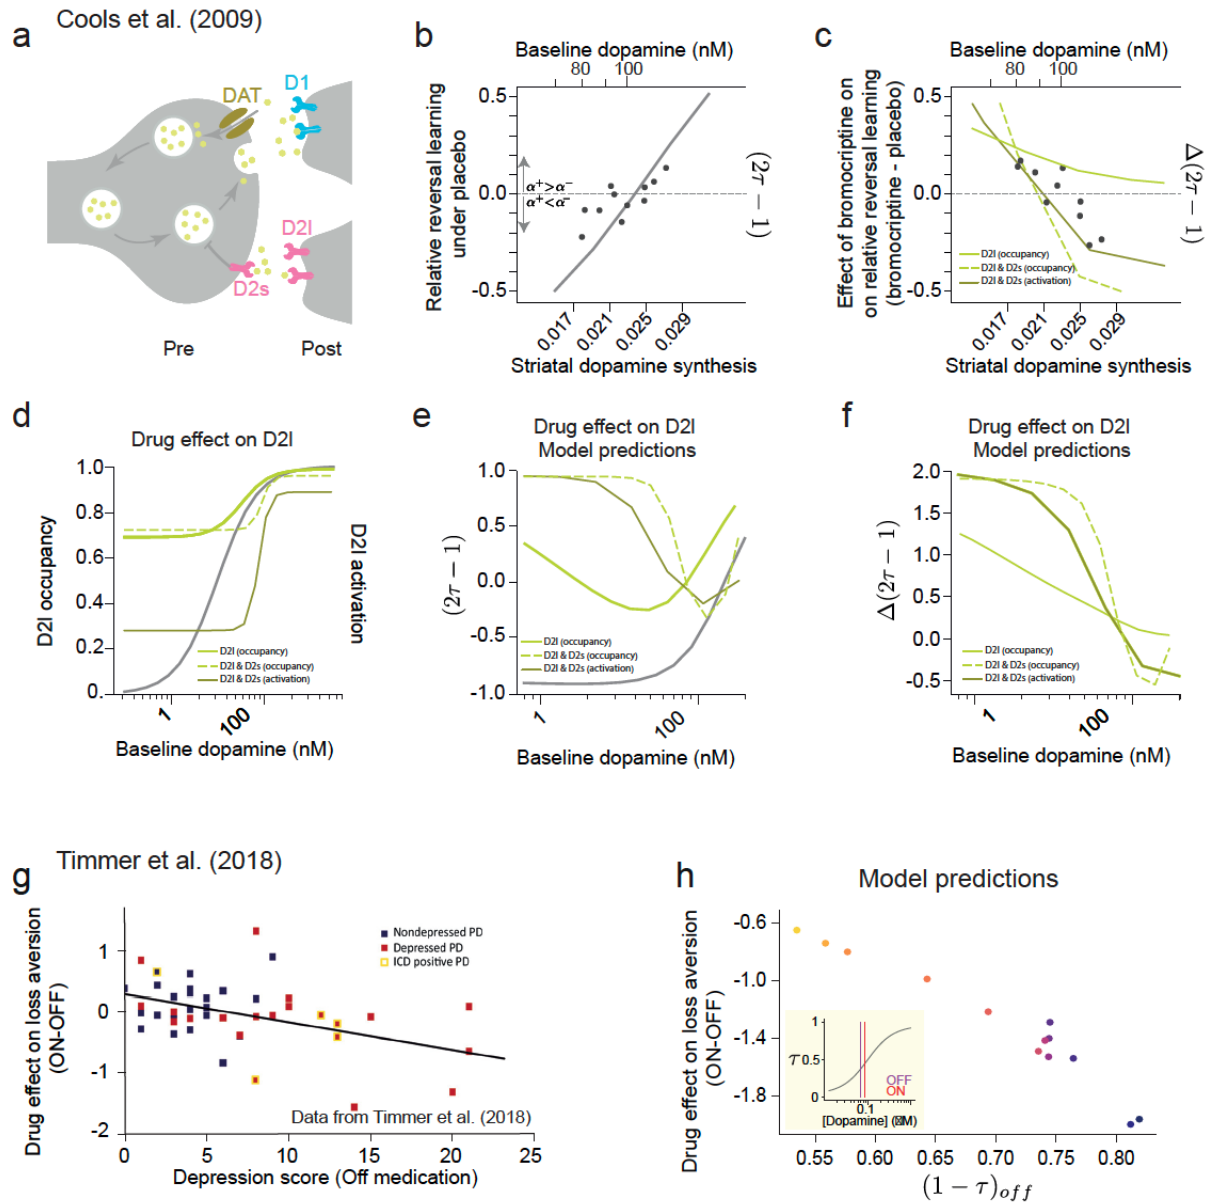 Cools et al. (2009)
a
DAT
D1
D2l
D2s
Pre
Post
b
Baseline dopamine (nM)
80
100
Relative reversal learning
under placebo
0.5
0.0
-0.5
α⁺>α⁻
α⁺<α⁻
(2τ − 1)
0.017
0.021
0.025
0.029
Striatal dopamine synthesis
c
Baseline dopamine (nM)
80
100
Effect of bromocriptine on
on relative reversal learning
(bromocriptine - placebo)
0.5
0.0
-0.5
D2l (occupancy)
D2l & D2s (occupancy)
D2l & D2s (activation)
Δ(2τ − 1)
0.017
0.021
0.025
0.029
Striatal dopamine synthesis
d
Drug effect on D2l
D2l occupancy
1.0
0.8
0.6
0.4
0.2
0.
D2l activation
D2l (occupancy)
D2l & D2s (occupancy)
D2l & D2s (activation)
1
100
Baseline dopamine (nM)
e
Drug effect on D2l
Model predictions
(2τ − 1)
1.0
0.5
0.0
-0.5
-1.0
D2l (occupancy)
D2l & D2s (occupancy)
D2l & D2s (activation)
1
100
Baseline dopamine (nM)
f
Drug effect on D2l
Model predictions
Δ(2τ − 1)
2.0
1.5
1.0
0.5
0.0
-0.5
D2l (occupancy)
D2l & D2s (occupancy)
D2l & D2s (activation)
1
100
Baseline dopamine (nM)
Timmer et al. (2018)
g
Drug effect on loss aversion
(ON-OFF)
1
0
-1
-2
Nondepressed PD
Depressed PD
ICD positive PD
Data from Timmer et al. (2018)
0
5
10
15
20
25
Depression score (Off medication)
h
Model predictions
Drug effect on loss aversion
(ON-OFF)
-0.6
-1.0
-1.4
-1.8
1
τ 0.5
0
OFF
ON
0.1
[Dopamine]
0.55
0.60
0.65
0.70
0.75
0.80
(1 − τ)off